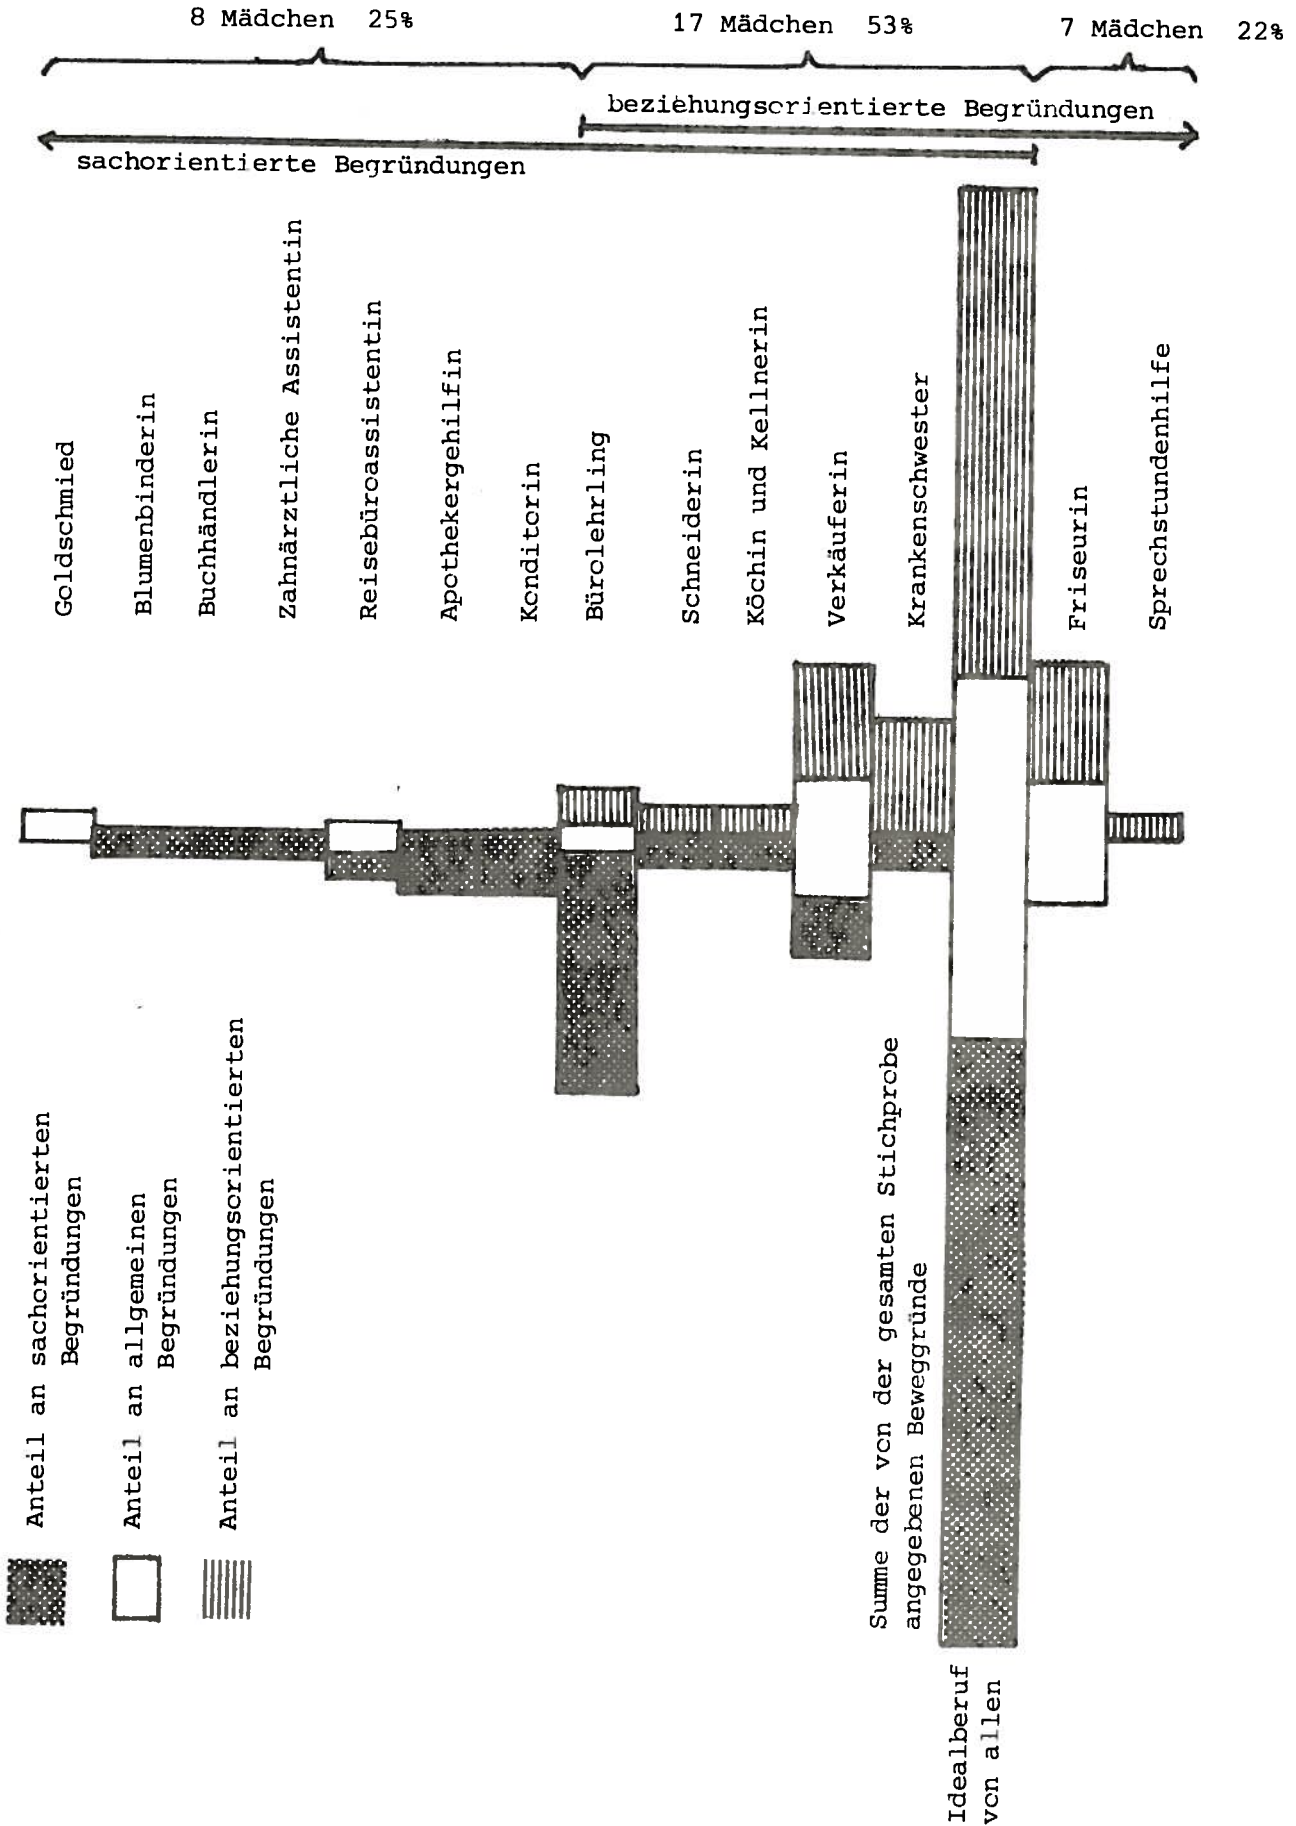 8 Mädchen 25%
17 Mädchen 53%
7 Mädchen 22%
beziehungsorientierte Begründungen
sachorientierte Begründungen
Goldschmied
Blumenbinderin
Buchhändlerin
Zahnärztliche Assistentin
Reisebüroassistentin
Apothekergehilfin
Konditorin
Bürolehrling
Schneiderin
Köchin und Kellnerin
Verkäuferin
Krankenschwester
Friseurin
Sprechstundenhilfe
Anteil an sachorientierten
Begründungen
Anteil an allgemeinen
Begründungen
Anteil an beziehungsorientierten
Begründungen
Summe der von der gesamten Stichprobe
angegebenen Beweggründe
Idealberuf
von allen